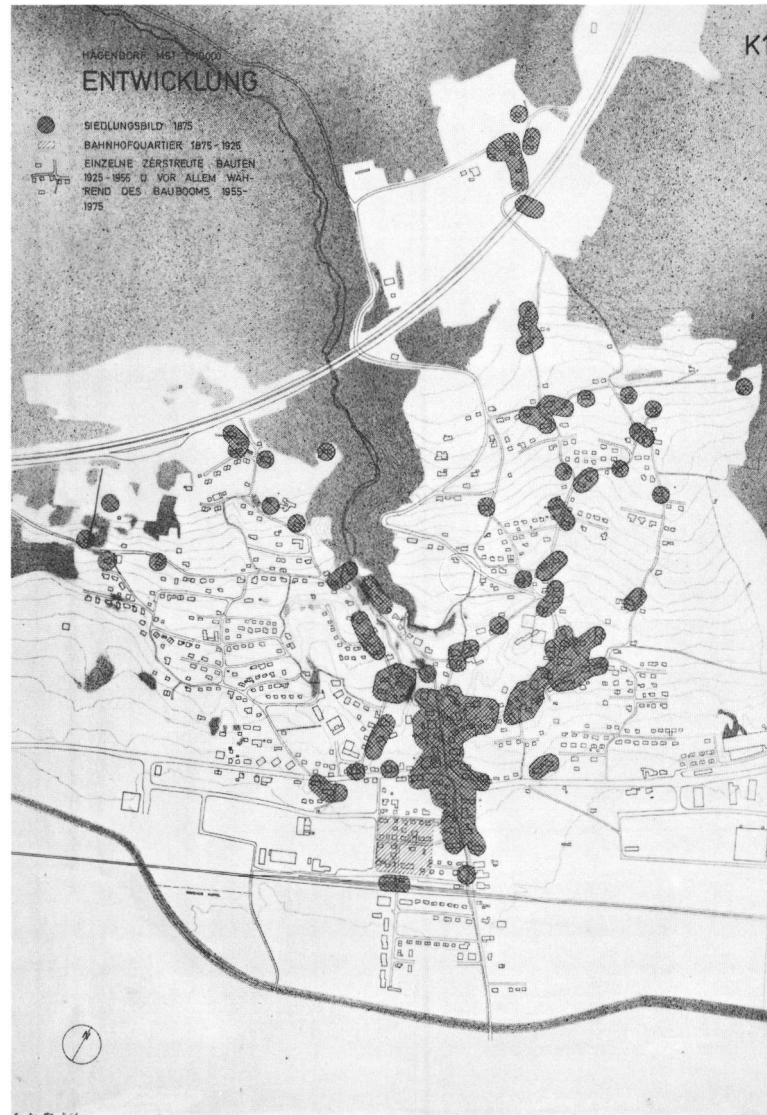 HÄGENDORF MST 1:10000
ENTWICKLUNG
K1
SIEDLUNGSBILD 1875
BAHNHOFQUARTIER 1875-1925
EINZELNE ZERSTREUTE BAUTEN
1925-1955 U. VOR ALLEM WÄH-
REND DES BAUBOOMS 1955-
1975
N